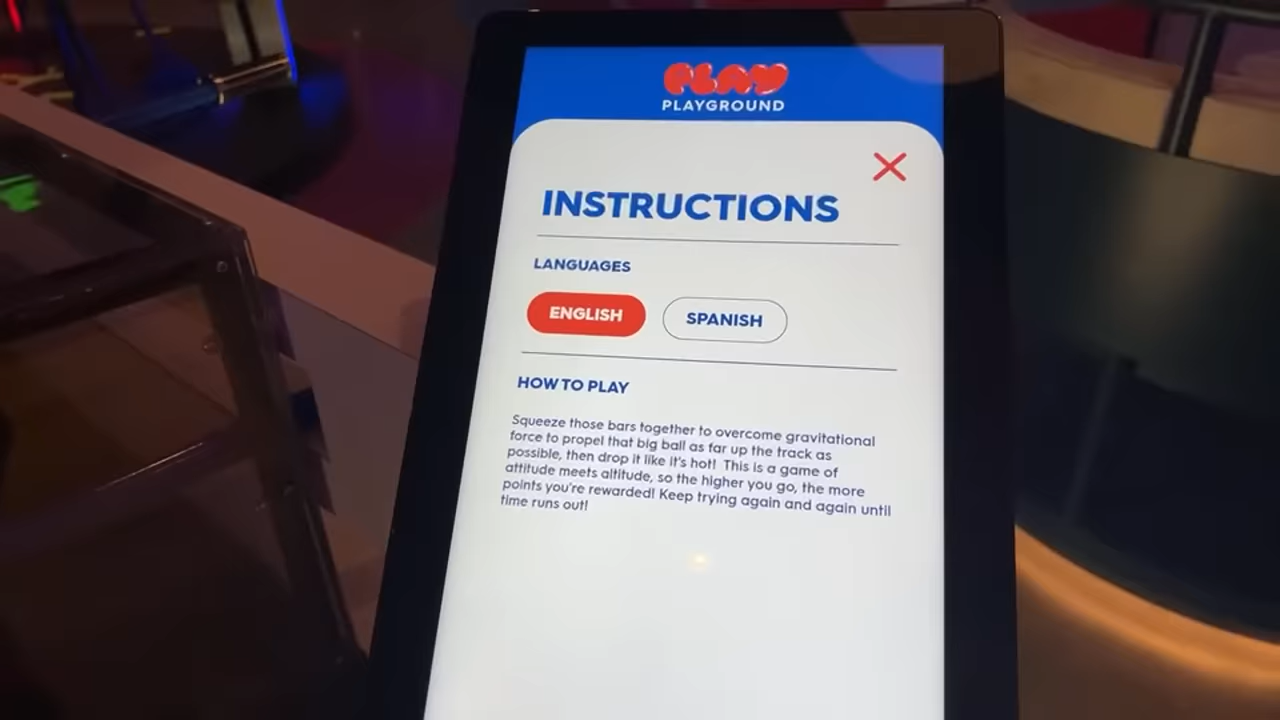 PLAY
PLAYGROUND
INSTRUCTIONS
LANGUAGES
ENGLISH
SPANISH
HOW TO PLAY
Squeeze those bars together to overcome gravitational
force to propel that big ball as far up the track as
possible, then drop it like it's hot! This is a game of
attitude meets altitude, so the higher you go, the more
points you're rewarded! Keep trying again and again until
time runs out!